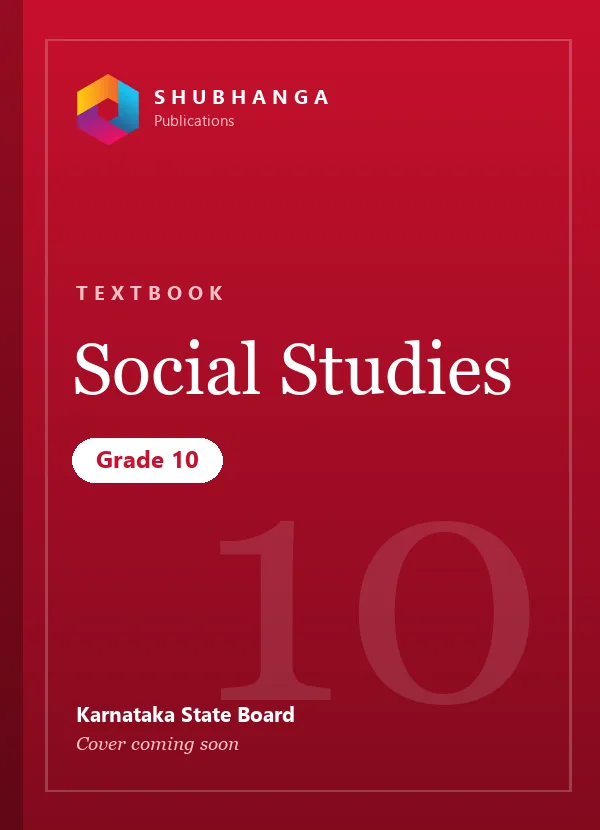 SHUBHANGA
Publications
TEXTBOOK
Social Studies
Grade 10
10
Karnataka State Board
Cover coming soon